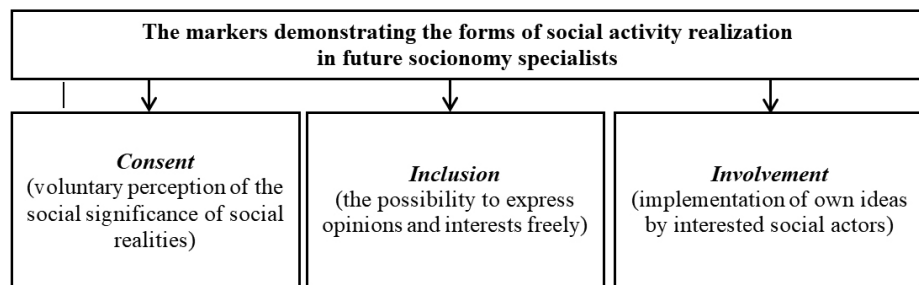 The markers demonstrating the forms of social activity realization
in future socionomy specialists
Consent
(voluntary perception of the
social significance of social
realities)
Inclusion
(the possibility to express
opinions and interests freely)
Involvement
(implementation of own ideas
by interested social actors)